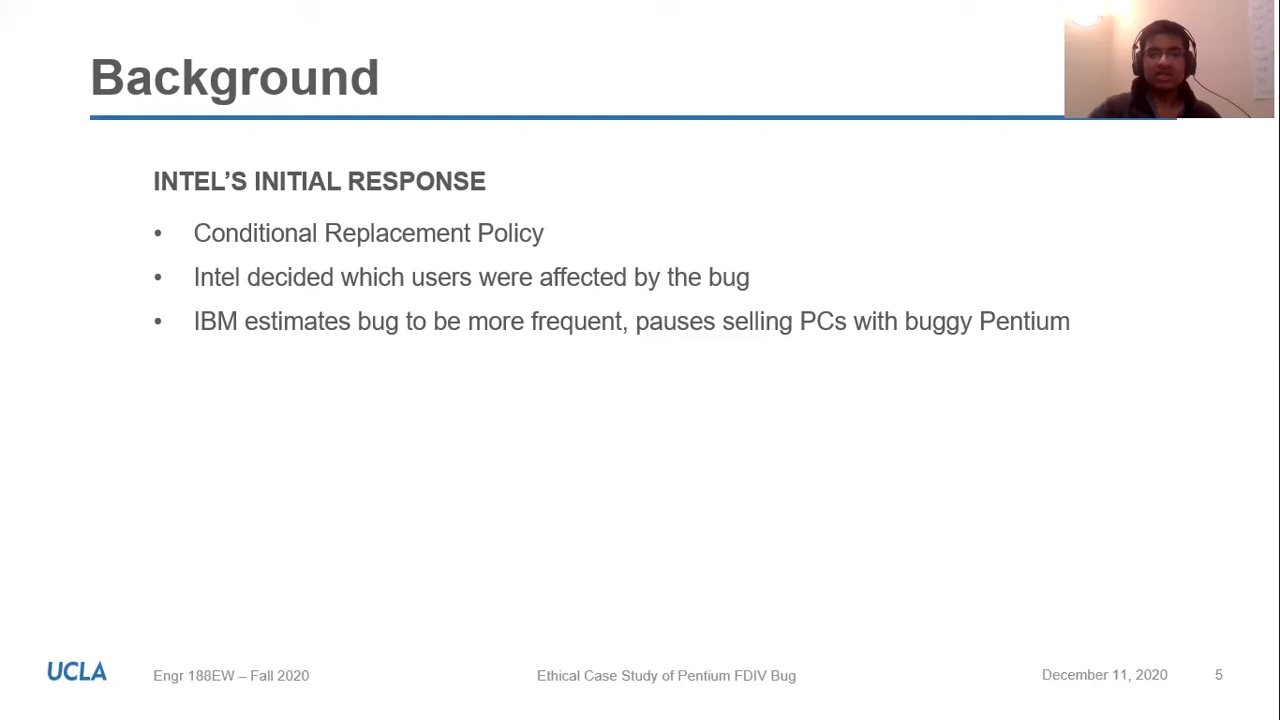 Background
INTEL’S INITIAL RESPONSE
• Conditional Replacement Policy
• Intel decided which users were affected by the bug
• IBM estimates bug to be more frequent, pauses selling PCs with buggy Pentium
UCLA
Engr 188EW – Fall 2020
Ethical Case Study of Pentium FDIV Bug
December 11, 2020
5